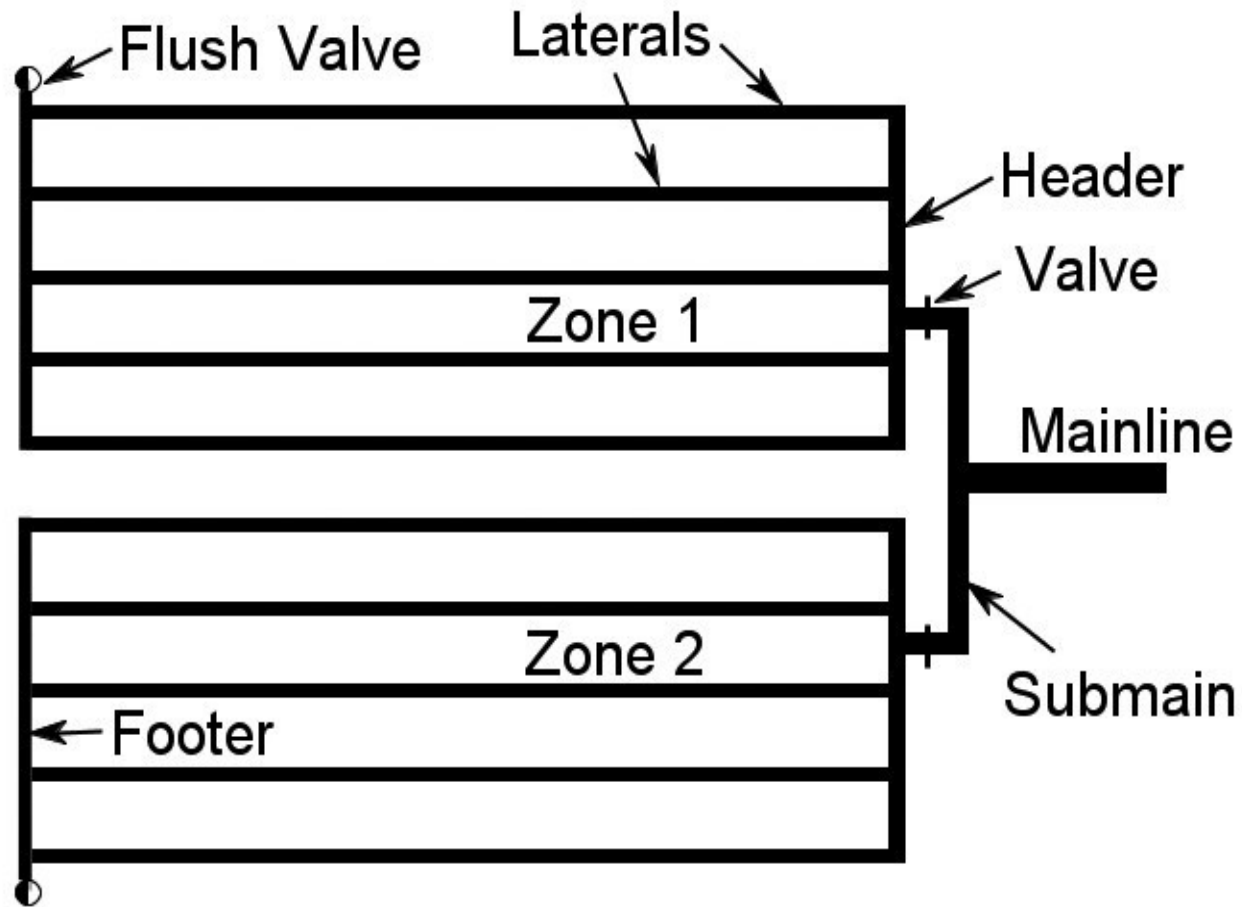 Flush Valve
Laterals
Header
Valve
Zone 1
Mainline
Zone 2
Submain
Footer